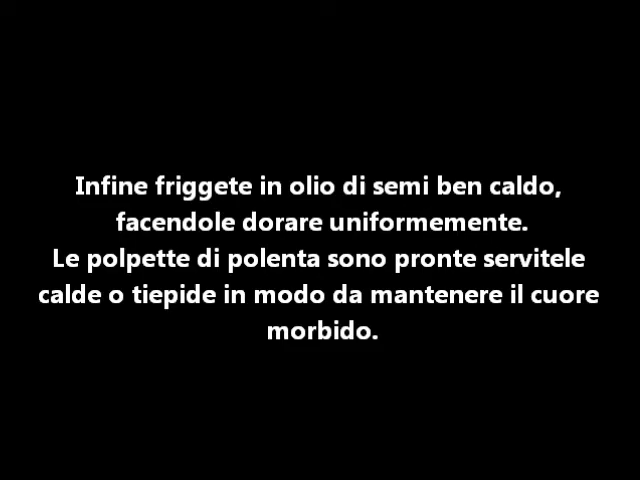 Infine friggete in olio di semi ben caldo,
facendole dorare uniformemente.
Le polpette di polenta sono pronte servitele
calde o tiepide in modo da mantenere il cuore
morbido.